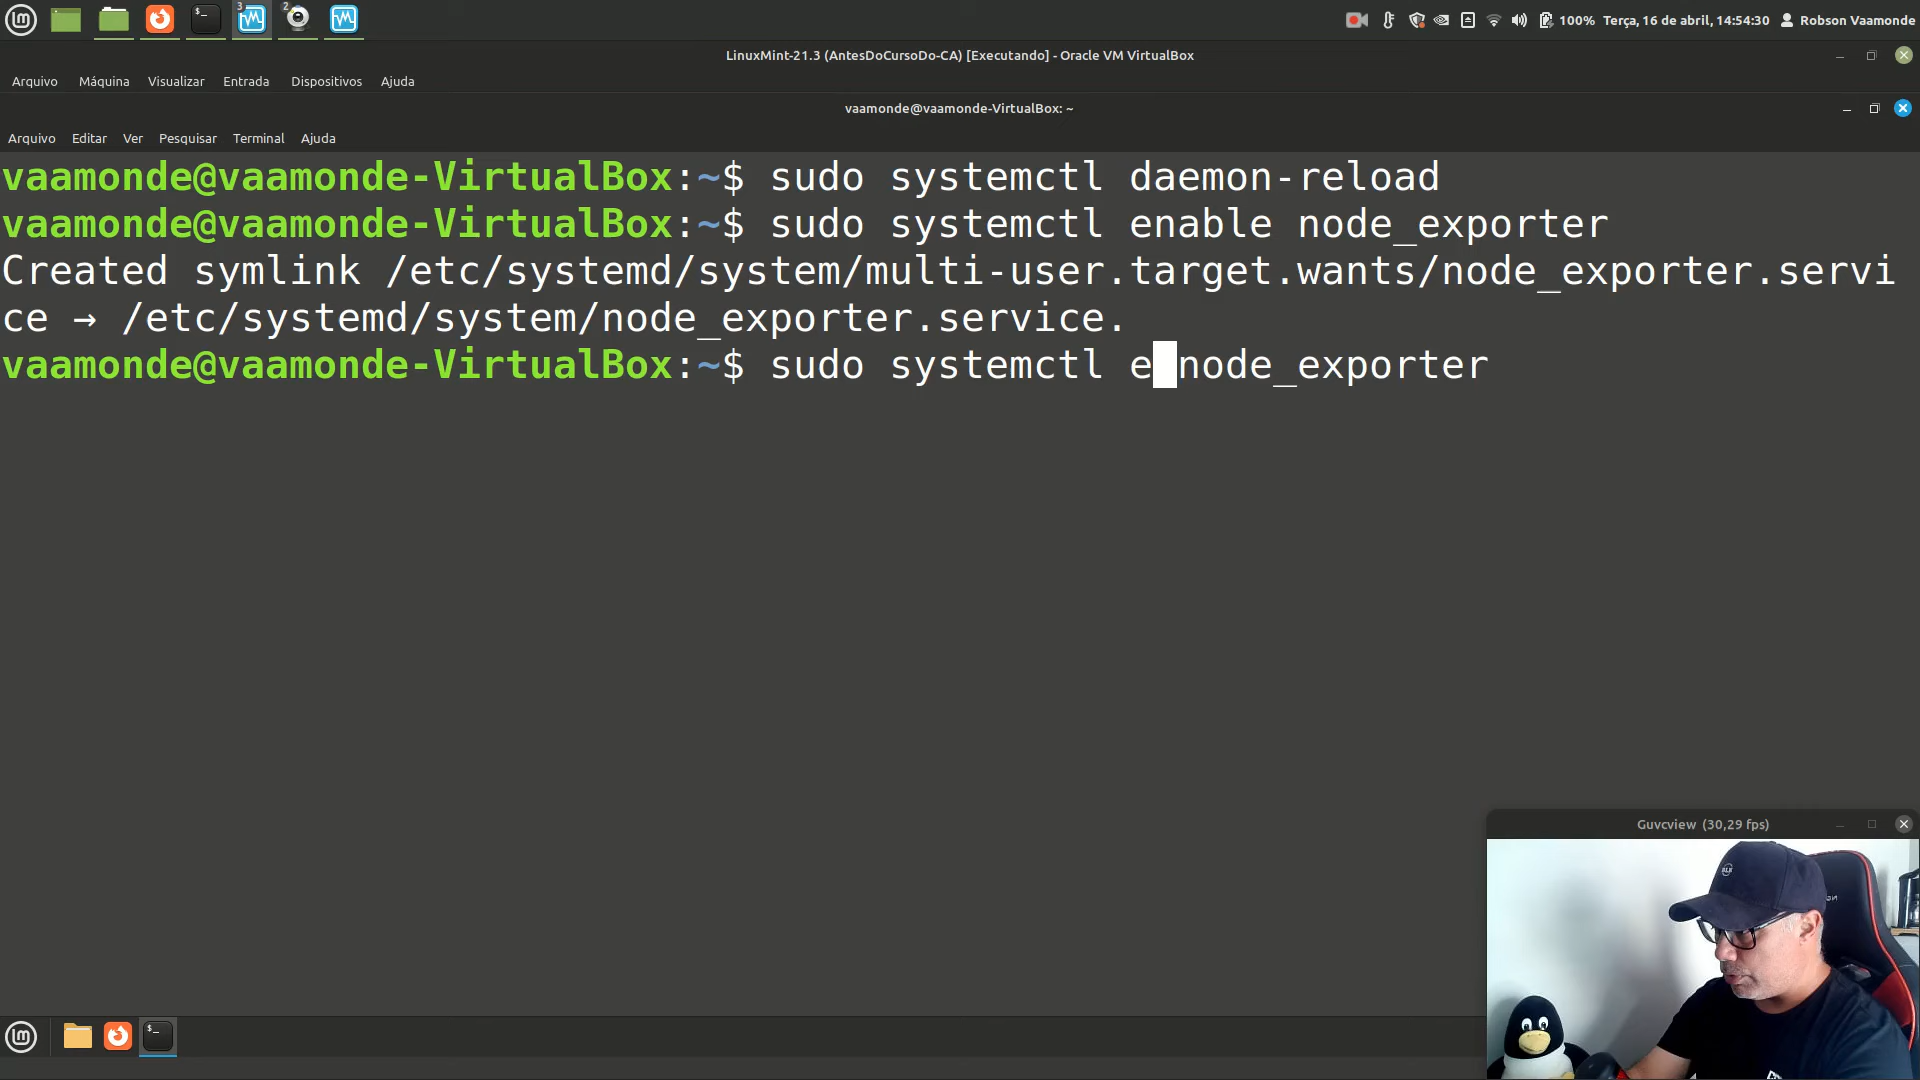 100% Terça, 16 de abril, 14:54:30 Robson Vaamonde
LinuxMint-21.3 (AntesDoCursoDo-CA) [Executando] - Oracle VM VirtualBox
Arquivo Máquina Visualizar Entrada Dispositivos Ajuda
vaamonde@vaamonde-VirtualBox: ~
Arquivo Editar Ver Pesquisar Terminal Ajuda
vaamonde@vaamonde-VirtualBox:~$ sudo systemctl daemon-reload
vaamonde@vaamonde-VirtualBox:~$ sudo systemctl enable node_exporter
Created symlink /etc/systemd/system/multi-user.target.wants/node_exporter.servi
ce → /etc/systemd/system/node_exporter.service.
vaamonde@vaamonde-VirtualBox:~$ sudo systemctl e node_exporter
Guvcview (30,29 fps)